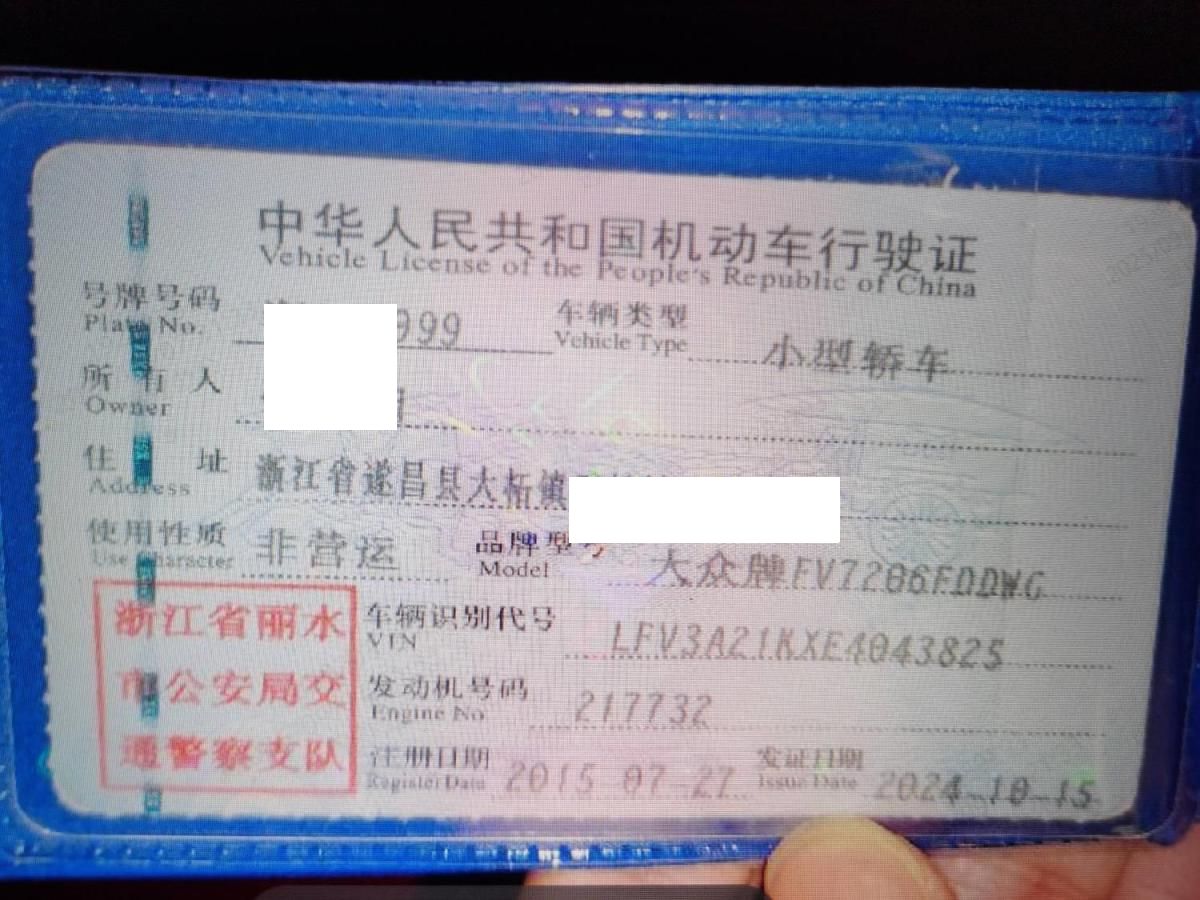 中华人民共和国机动车行驶证
Vehicle License of the People's Republic of China
号牌号码 999 车辆类型 小型轿车
Plate No. Vehicle Type
所有人
Owner
住址 浙江省遂昌县大柘镇
Address
使用性质 非营运 品牌型号 大众牌FV7206FDDWG
Use Character Model
浙江省丽水
市公安局交
通警察支队
车辆识别代号 LFV3A21KXE4043825
VIN
发动机号码 217732
Engine No.
注册日期 2015-07-27 发证日期 2024-10-15
Register Date Issue Date